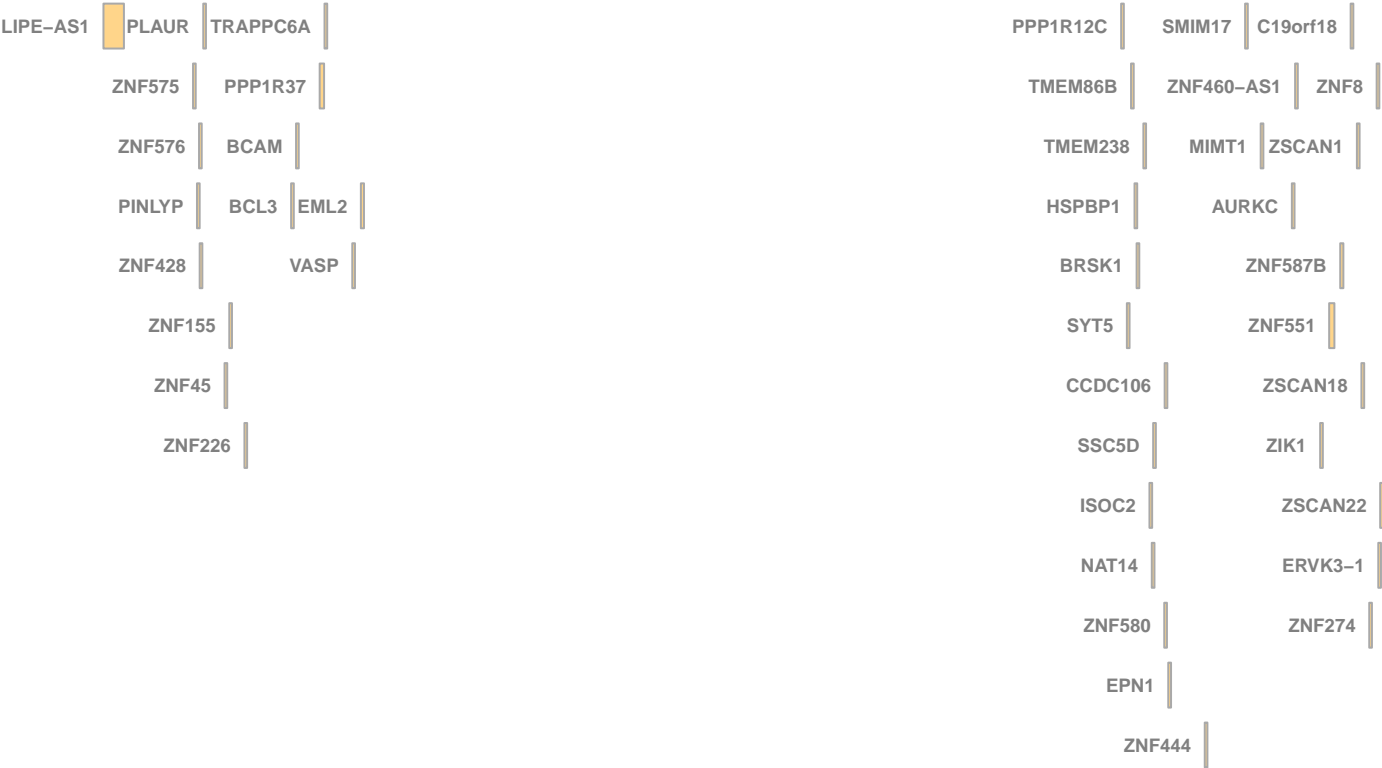 LIPE−AS1 PLAUR TRAPPC6A PPP1R12C SMIM17 C19orf18
ZNF575 PPP1R37 TMEM86B ZNF460−AS1 ZNF8
ZNF576 BCAM TMEM238 MIMT1 ZSCAN1
PINLYP BCL3 EML2 HSPBP1 AURKC
ZNF428 VASP BRSK1 ZNF587B
ZNF155 SYT5 ZNF551
ZNF45 CCDC106 ZSCAN18
ZNF226 SSC5D ZIK1
ISOC2 ZSCAN22
NAT14 ERVK3−1
ZNF580 ZNF274
EPN1
ZNF444